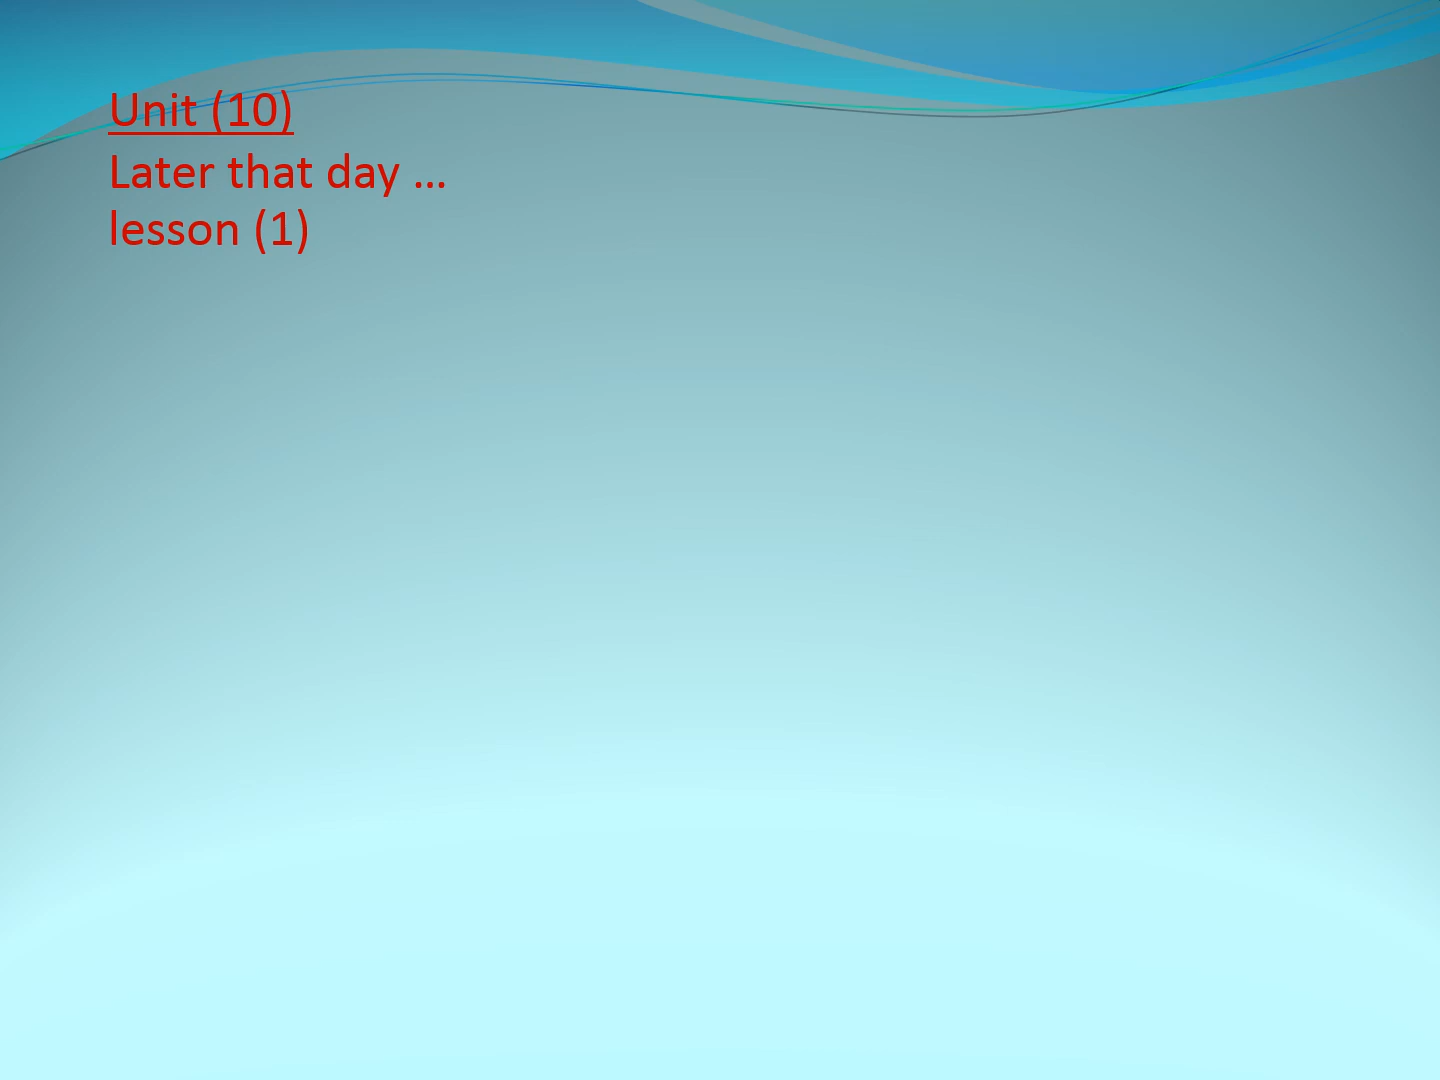 Unit (10)
Later that day ...
lesson (1)